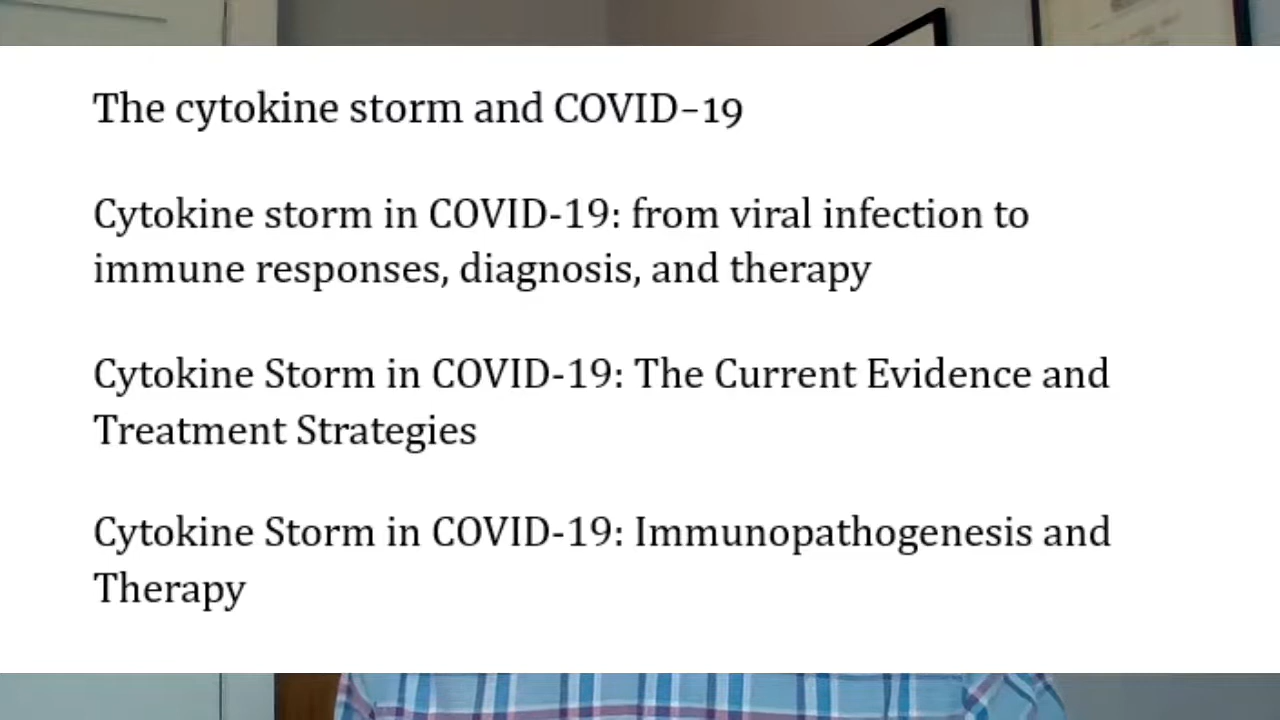 The cytokine storm and COVID–19
Cytokine storm in COVID-19: from viral infection to
immune responses, diagnosis, and therapy
Cytokine Storm in COVID-19: The Current Evidence and
Treatment Strategies
Cytokine Storm in COVID-19: Immunopathogenesis and
Therapy